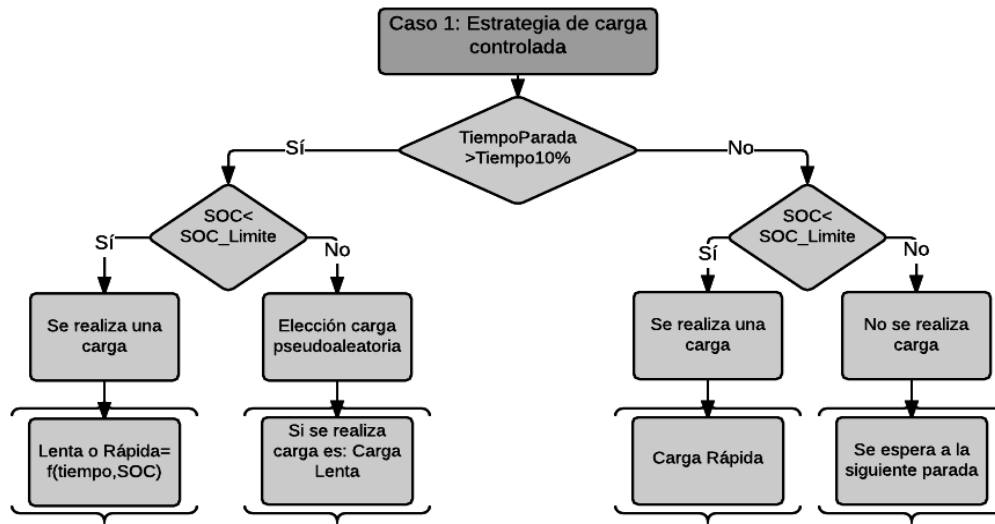 Caso 1: Estrategia de carga
controlada
TiempoParada
>Tiempo10%
Sí
No
SOC<
SOC_Limite
SOC<
SOC_Limite
Sí
No
Sí
No
Se realiza una
carga
Elección carga
pseudoaleatoria
Se realiza una
carga
No se realiza
carga
Lenta o Rápida=
f(tiempo,SOC)
Si se realiza
carga es: Carga
Lenta
Carga Rápida
Se espera a la
siguiente parada